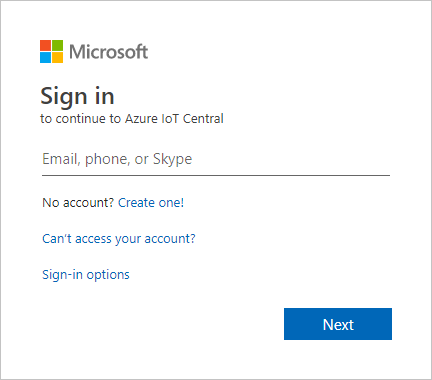 Microsoft
Sign in
to continue to Azure IoT Central
Email, phone, or Skype
No account? Create one!
Can't access your account?
Sign-in options
Next